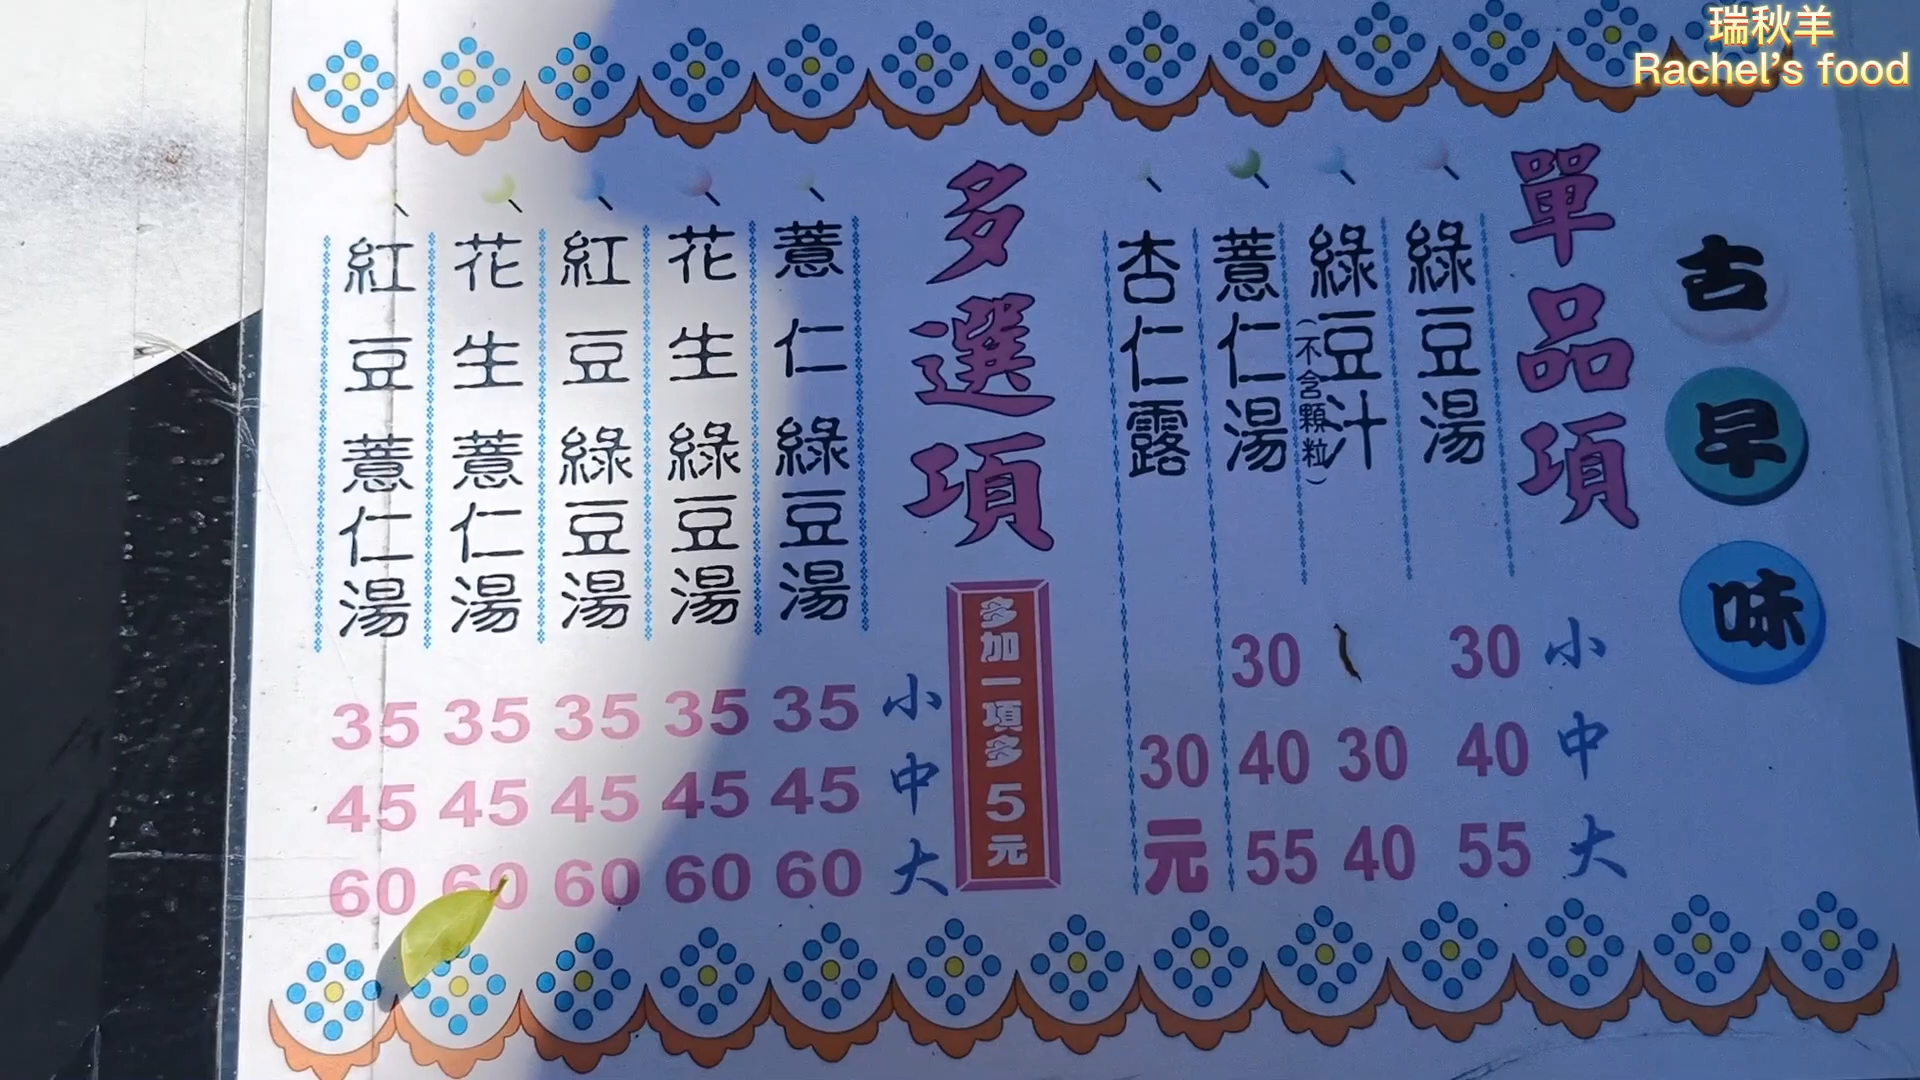 瑞秋羊
Rachel's food
古早味
單品項
綠豆湯
綠豆汁
（不含顆粒）
薏仁湯
杏仁露
小 30 30
中 40 30 40 30
大 55 40 55 元
多選項
多加一項多5元
薏仁綠豆湯
花生綠豆湯
紅豆綠豆湯
花生薏仁湯
紅豆薏仁湯
小 35 35 35 35 35
中 45 45 45 45 45
大 60 60 60 60 60